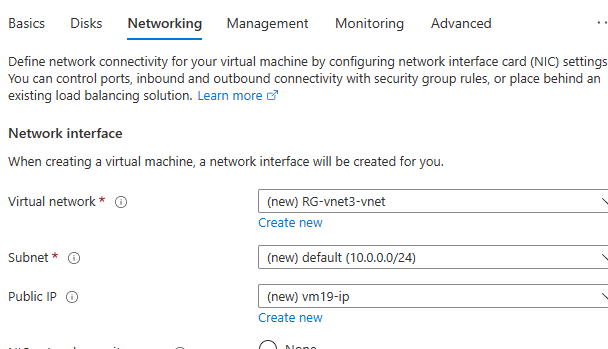 Basics Disks Networking Management Monitoring Advanced ...
Define network connectivity for your virtual machine by configuring network interface card (NIC) settings
You can control ports, inbound and outbound connectivity with security group rules, or place behind an
existing load balancing solution. Learn more
Network interface
When creating a virtual machine, a network interface will be created for you.
Virtual network * (new) RG-vnet3-vnet
Create new
Subnet * (new) default (10.0.0.0/24)
Public IP (new) vm19-ip
Create new
None